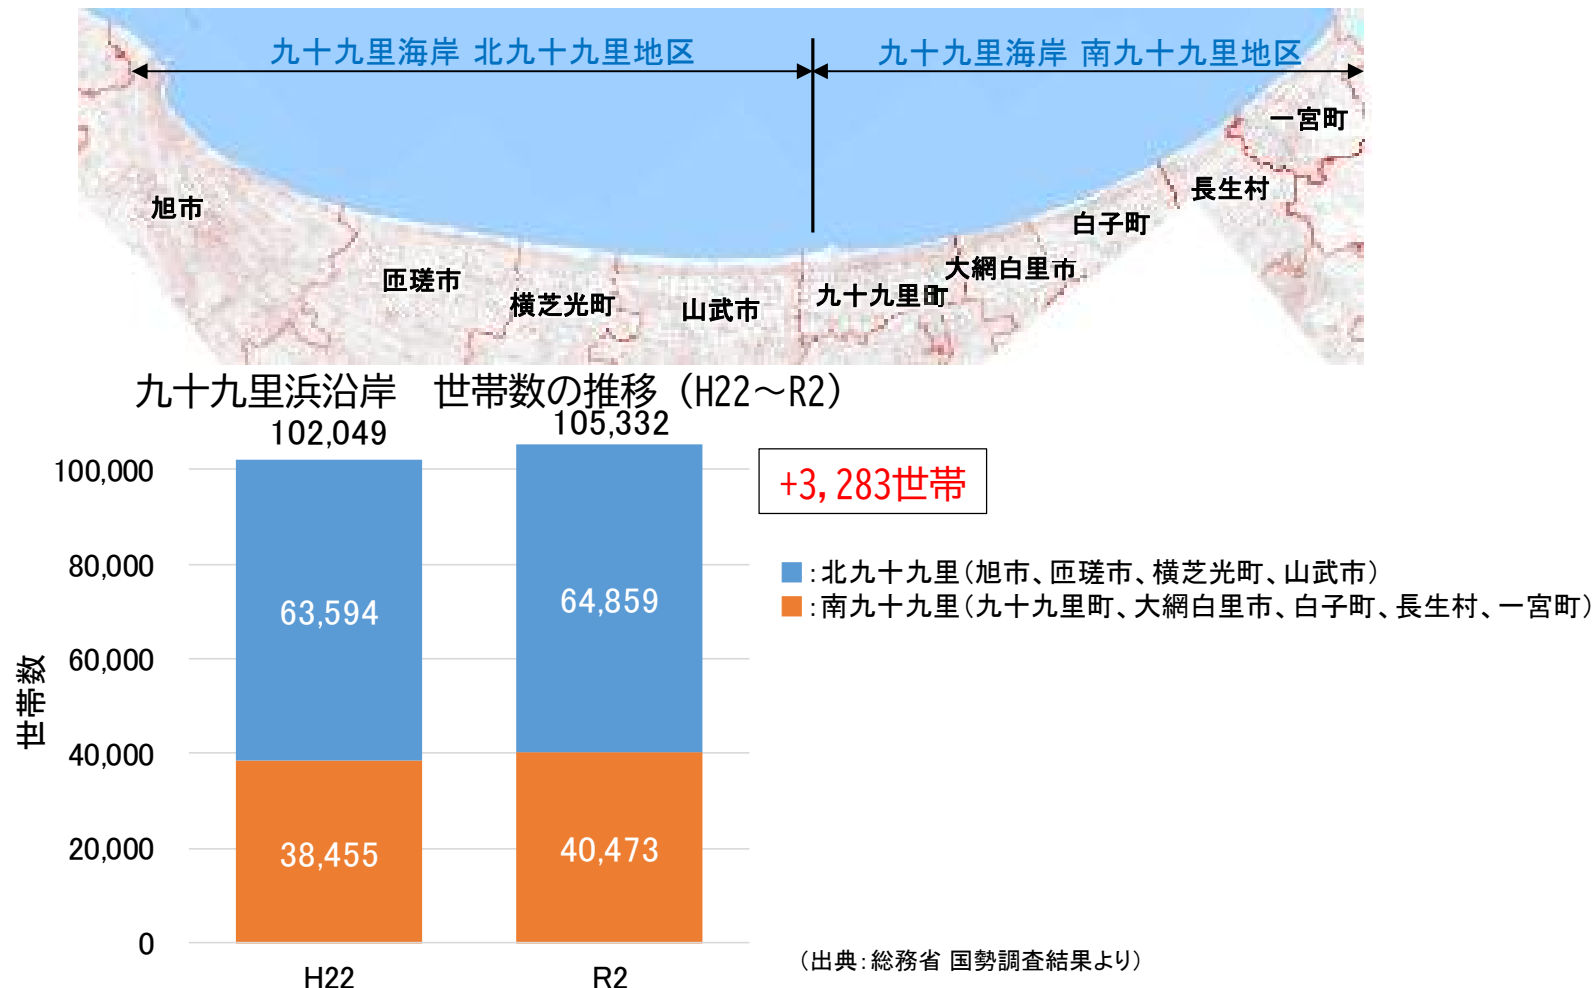 九十九里海岸 北九十九里地区
九十九里海岸 南九十九里地区
一宮町
長生村
旭市
白子町
大網白里市
匝瑳市
九十九里町
横芝光町
山武市
九十九里浜沿岸　世帯数の推移（H22～R2）
102,049
105,332
+3,283世帯
100,000
80,000
60,000
40,000
20,000
0
世帯数
63,594
64,859
38,455
40,473
H22
R2
：北九十九里（旭市、匝瑳市、横芝光町、山武市）
：南九十九里（九十九里町、大網白里市、白子町、長生村、一宮町）
（出典：総務省 国勢調査結果より）